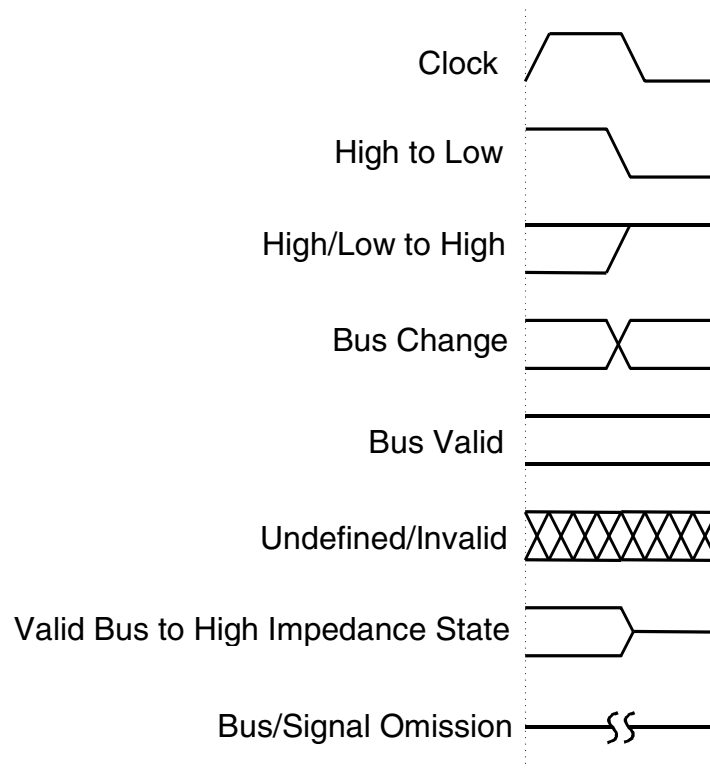 Clock
High to Low
High/Low to High
Bus Change
Bus Valid
Undefined/Invalid
Valid Bus to High Impedance State
Bus/Signal Omission